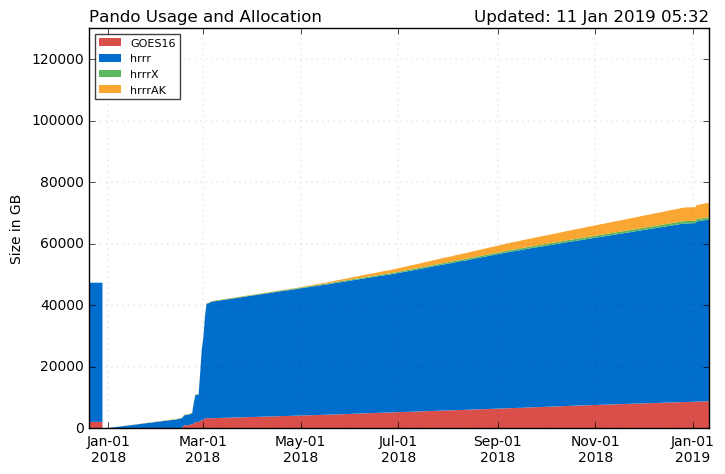 Pando Usage and Allocation Updated: 11 Jan 2019 05:32
GOES16
hrrr
hrrrX
hrrrAK
120000
100000
80000
60000
40000
20000
0
Size in GB
Jan-01 Mar-01 May-01 Jul-01 Sep-01 Nov-01 Jan-01
2018 2018 2018 2018 2018 2018 2019